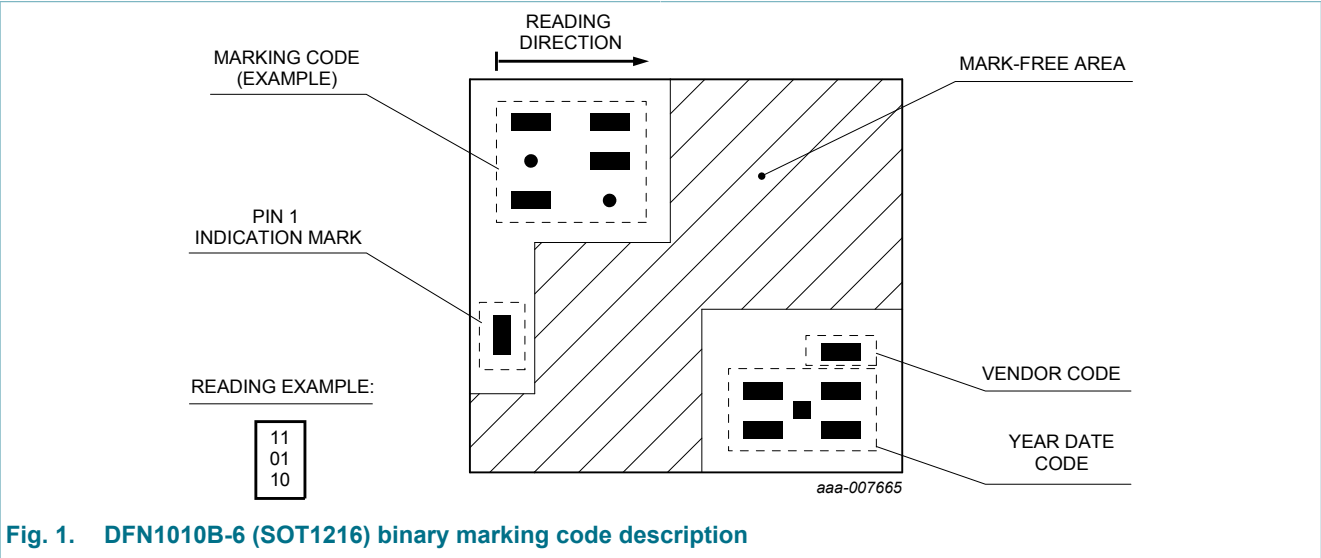 READING
DIRECTION
MARKING CODE
(EXAMPLE)
MARK-FREE AREA
PIN 1
INDICATION MARK
READING EXAMPLE:
11
01
10
VENDOR CODE
YEAR DATE
CODE
aaa-007665
Fig. 1. DFN1010B-6 (SOT1216) binary marking code description